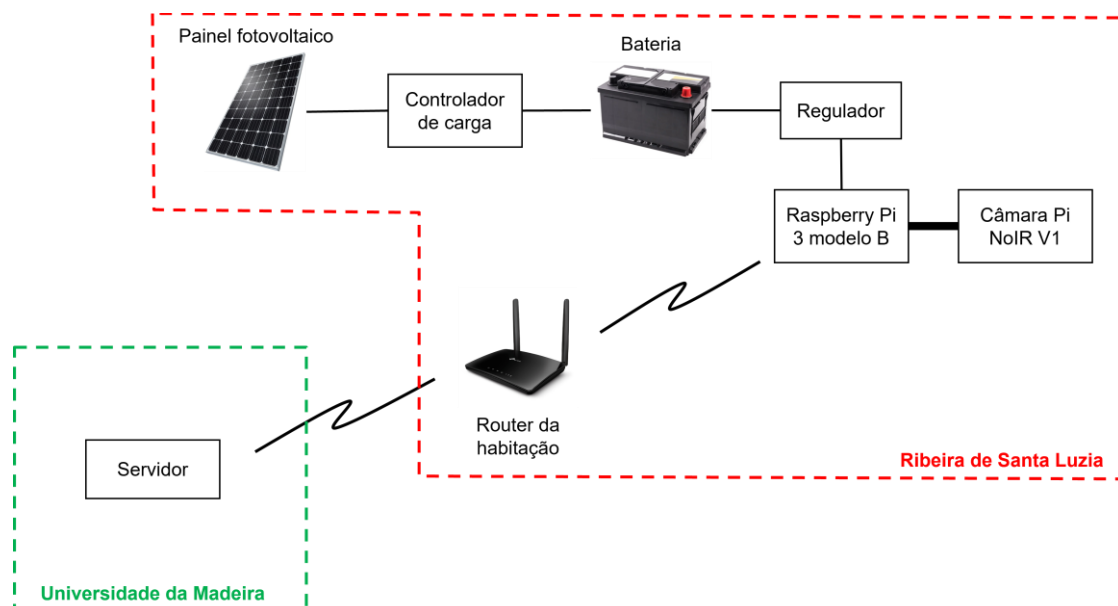 Painel fotovoltaico
Bateria
Controlador
de carga
Regulador
Raspberry Pi
3 modelo B
Câmara Pi
NoIR V1
Router da
habitação
Servidor
Ribeira de Santa Luzia
Universidade da Madeira